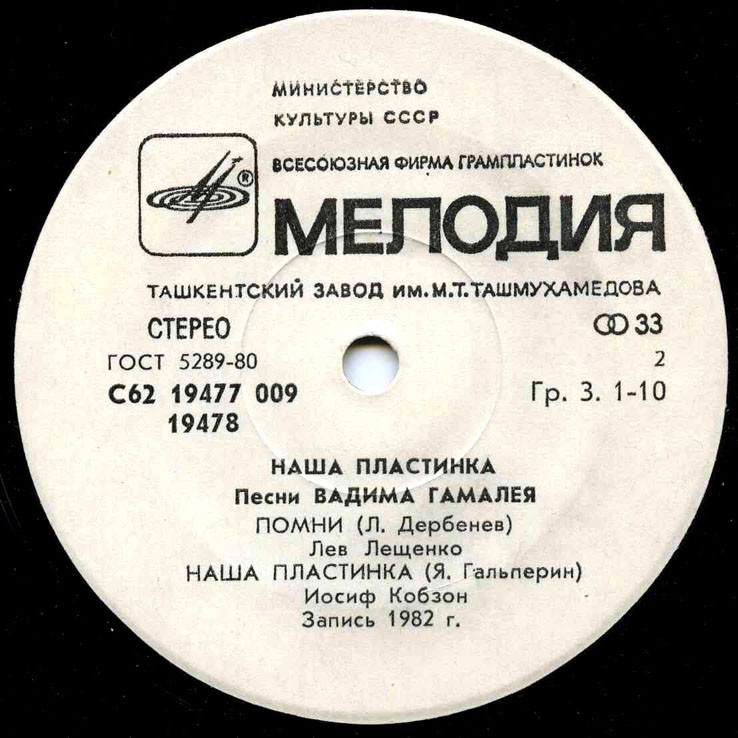 МИНИСТЕРСТВО
КУЛЬТУРЫ СССР
ВСЕСОЮЗНАЯ ФИРМА ГРАМПЛАСТИНОК
®
МЕЛОДИЯ
ТАШКЕНТСКИЙ ЗАВОД им. М.Т. ТАШМУХАМЕДОВА
СТЕРЕО
33
ГОСТ 5289-80
2
С62 19477 009
Гр. 3. 1-10
19478
НАША ПЛАСТИНКА
Песни ВАДИМА ГАМАЛЕЯ
ПОМНИ (Л. Дербенев)
Лев Лещенко
НАША ПЛАСТИНКА (Я. Гальперин)
Иосиф Кобзон
Запись 1982 г.